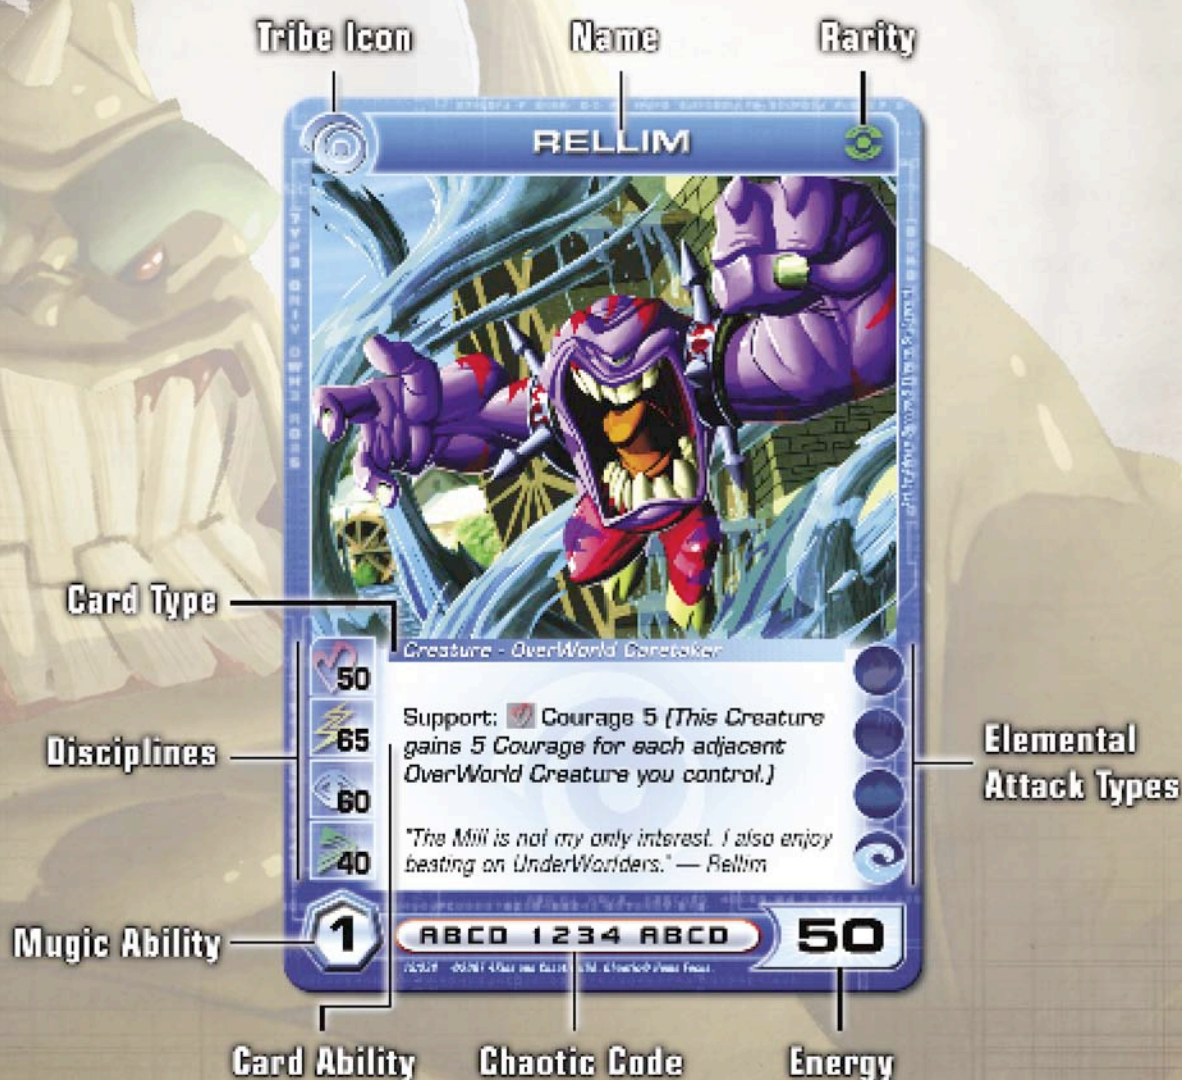 Tribe Icon
Name
Rarity
RELLIM
Card Type
Creature - OverWorld Caretaker
50
65
60
40
Disciplines
Support: Courage 5 (This Creature
gains 5 Courage for each adjacent
OverWorld Creature you control.)
"The Mill is not my only interest. I also enjoy
beating on UnderWorlders." — Rellim
Elemental
Attack Types
Mugic Ability
1
ABCD 1234 ABCD
50
Card Ability
Chaotic Code
Energy